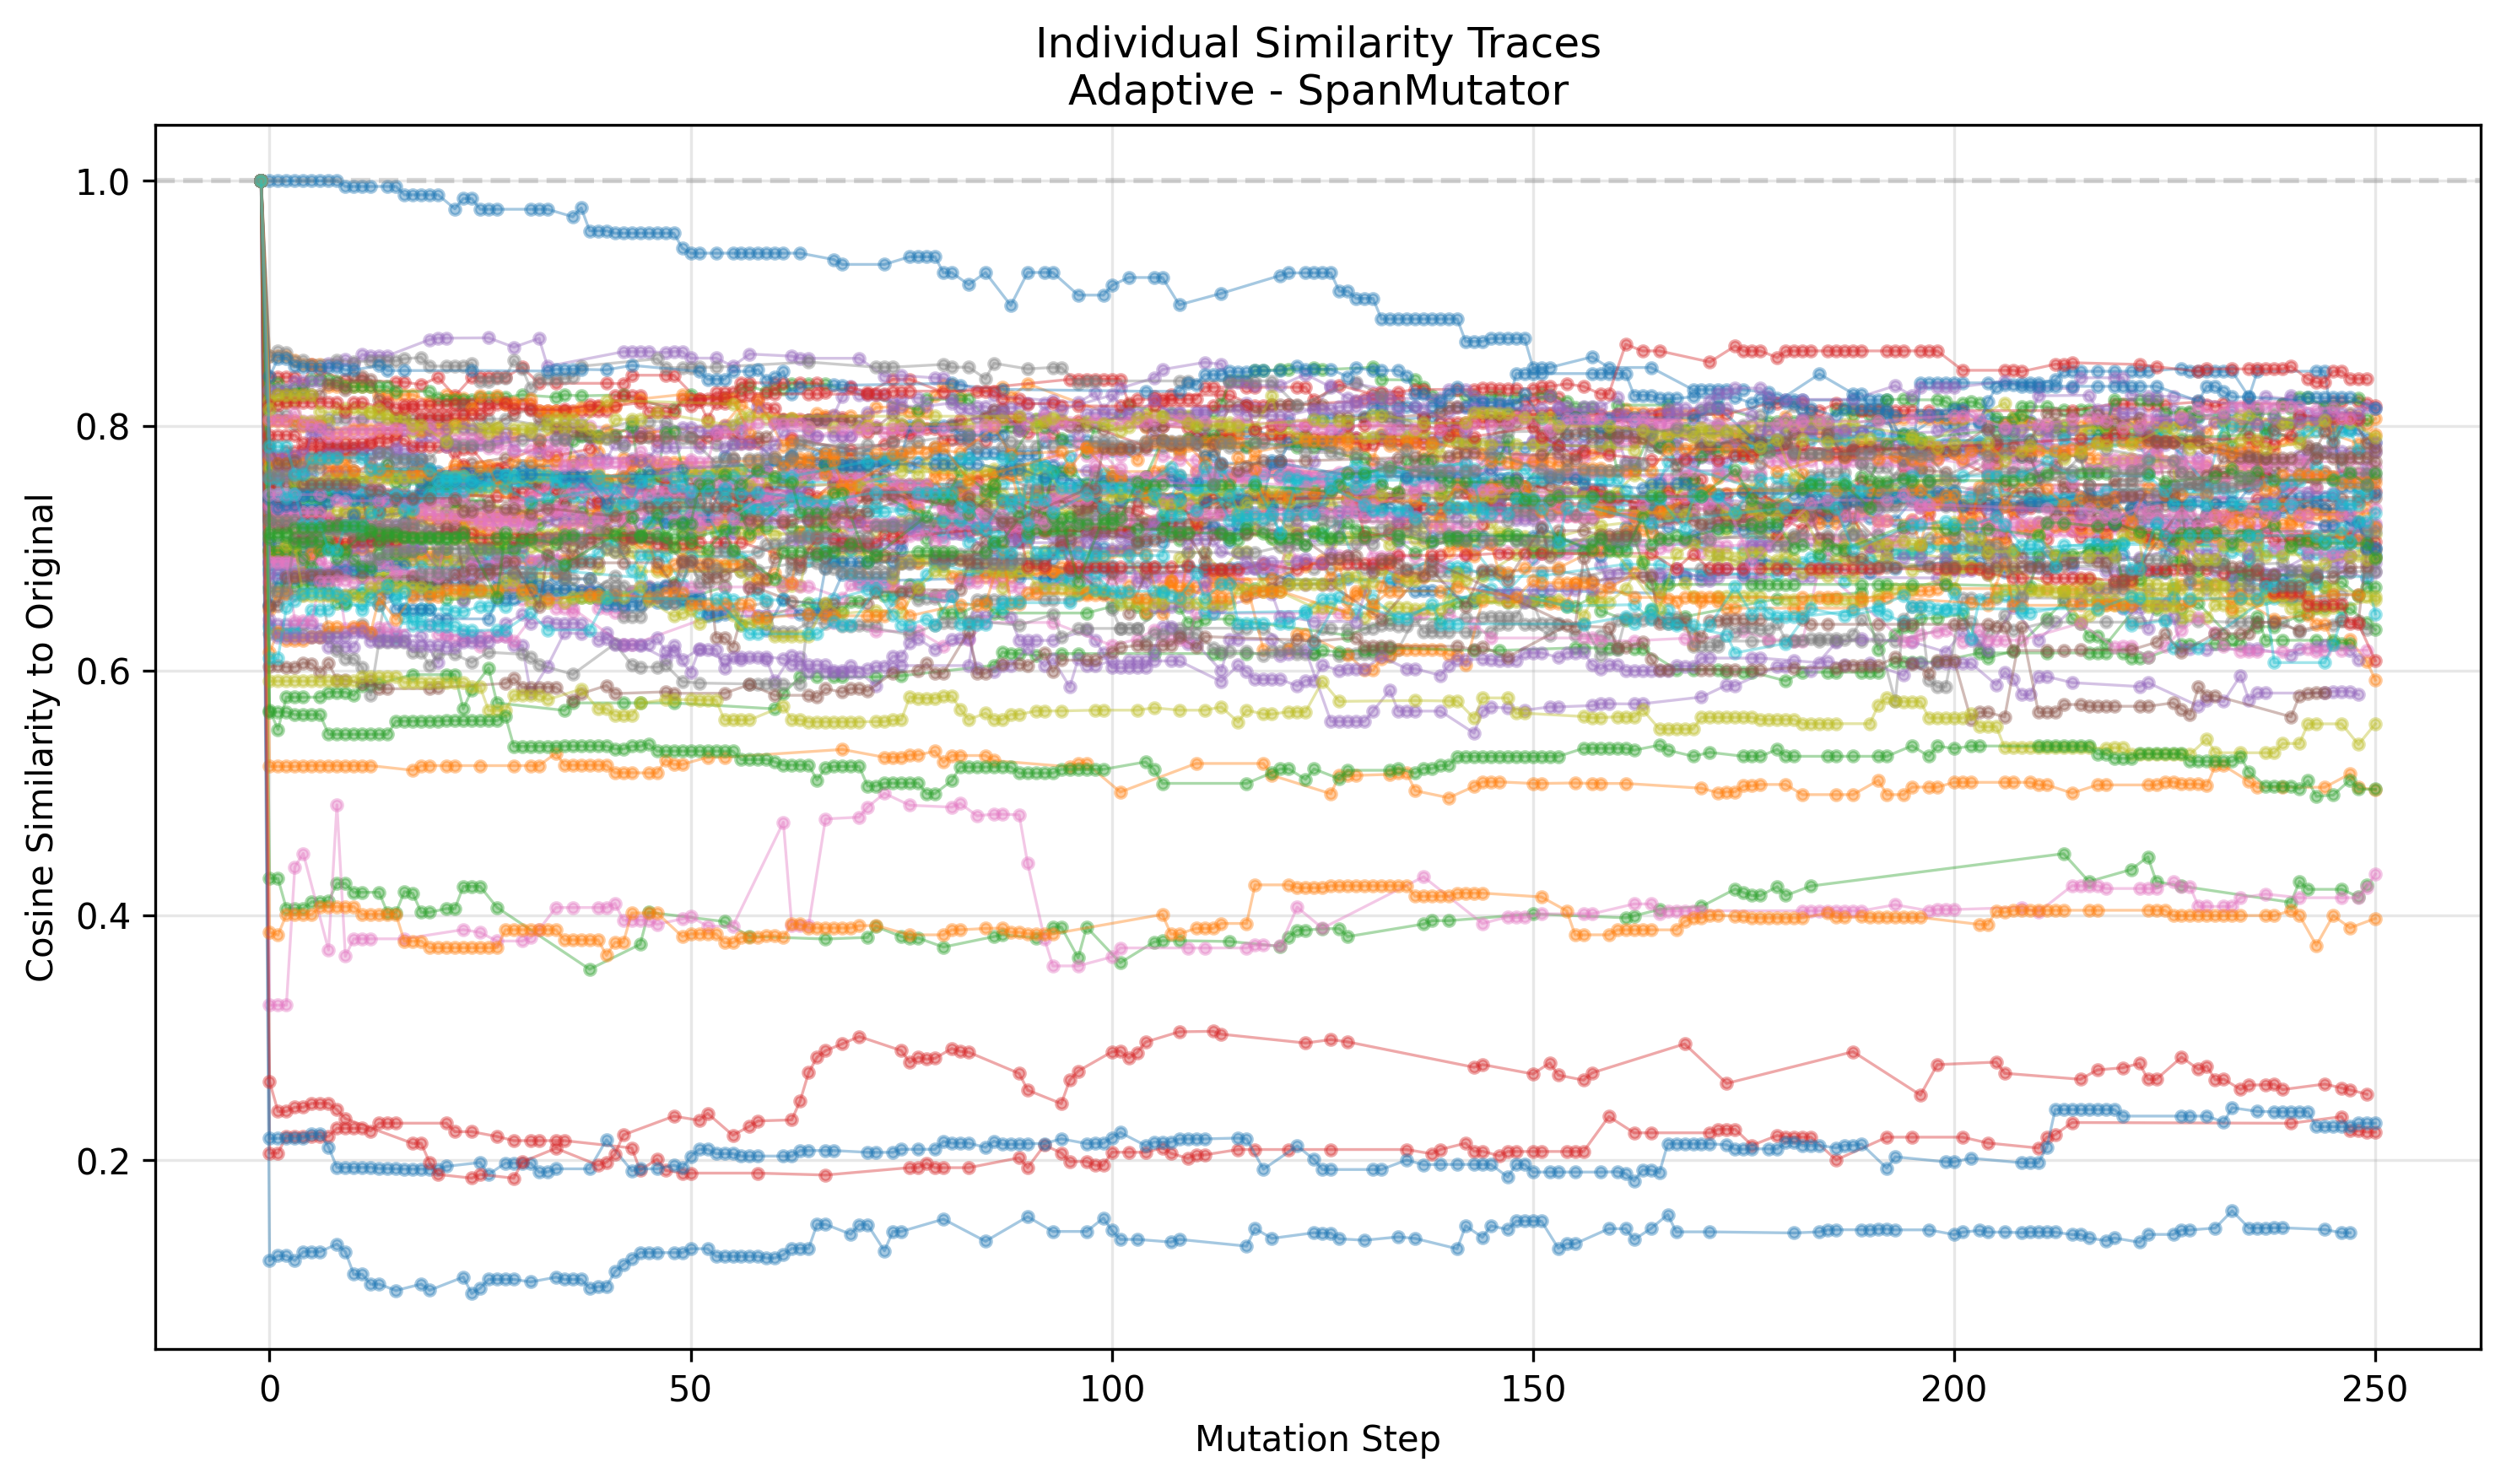 Individual Similarity Traces
Adaptive - SpanMutator
Cosine Similarity to Original
1.0
0.8
0.6
0.4
0.2
0 50 100 150 200 250
Mutation Step